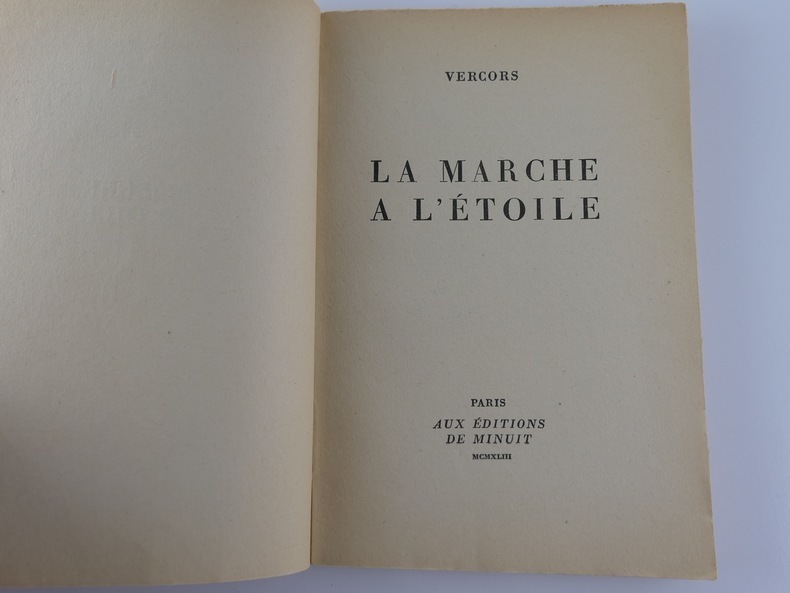 VERCORS
LA MARCHE
A L'ÉTOILE
PARIS
AUX ÉDITIONS
DE MINUIT
MCMXLIII